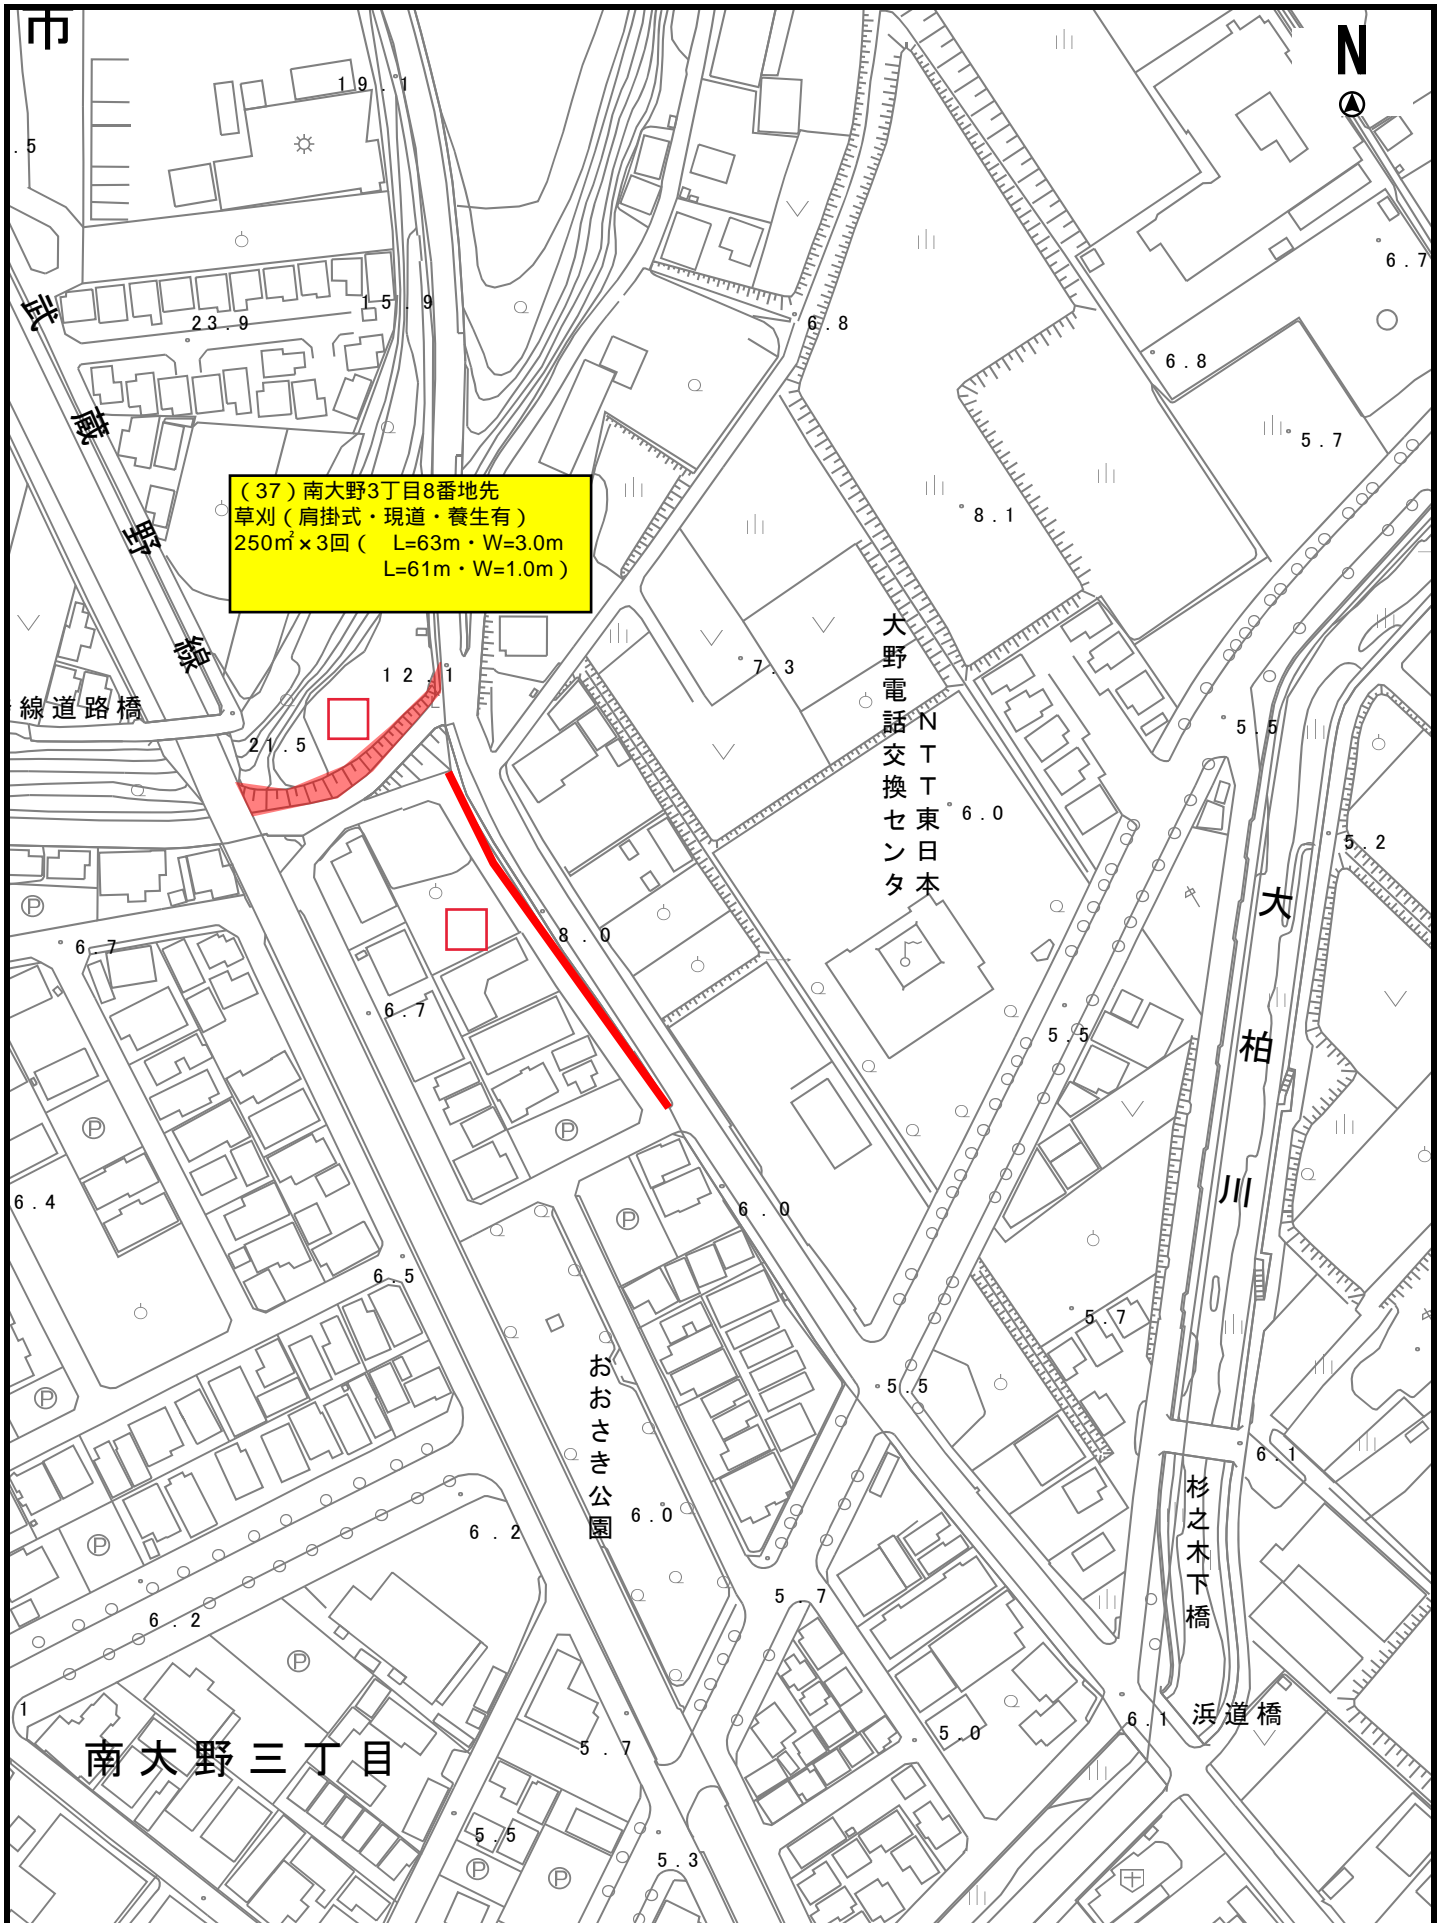 市
N
19.1
.5
6.7
武蔵野線
15.9
23.9
6.8
6.8
5.7
(37)南大野3丁目8番地先
草刈(肩掛式・現道・養生有)
250㎡×3回( L=63m・W=3.0m
L=61m・W=1.0m)
8.1
12.1
7.3
線道路橋
21.5
大野電話交換センタ
NTT東日本
5.5
6.0
5.2
大柏川
P
6.7
8.0
6.7
5.5
P
P
6.4
P
6.0
6.5
5.7
おおさき公園
5.5
P
6.1
杉之木下橋
6.0
6.2
P
5.7
6.2
P
1
6.1
浜道橋
5.0
南大野三丁目
5.7
5.5
5.3
P
P